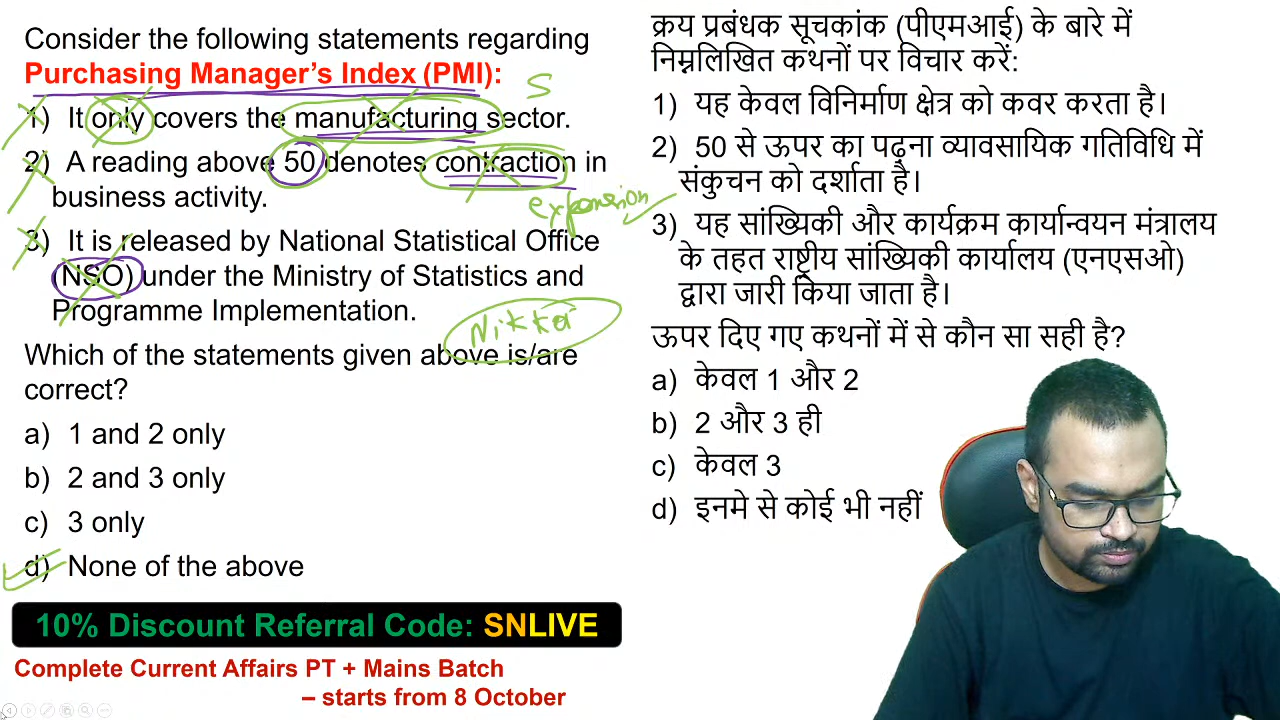 Consider the following statements regarding
Purchasing Manager's Index (PMI):
S
1) It only covers the manufacturing sector.
2) A reading above 50 denotes contraction in
business activity.
expansion
3) It is released by National Statistical Office
(NSO) under the Ministry of Statistics and
Programme Implementation.
Nikkei
Which of the statements given above is/are
correct?
a) 1 and 2 only
b) 2 and 3 only
c) 3 only
d) None of the above
10% Discount Referral Code: SNLIVE
Complete Current Affairs PT + Mains Batch
– starts from 8 October
क्रय प्रबंधक सूचकांक (पीएमआई) के बारे में
निम्नलिखित कथनों पर विचार करें:
1) यह केवल विनिर्माण क्षेत्र को कवर करता है।
2) 50 से ऊपर का पढ़ना व्यावसायिक गतिविधि में
संकुचन को दर्शाता है।
3) यह सांख्यिकी और कार्यक्रम कार्यान्वयन मंत्रालय
के तहत राष्ट्रीय सांख्यिकी कार्यालय (एनएसओ)
द्वारा जारी किया जाता है।
ऊपर दिए गए कथनों में से कौन सा सही है?
a) केवल 1 और 2
b) 2 और 3 ही
c) केवल 3
d) इनमे से कोई भी नहीं